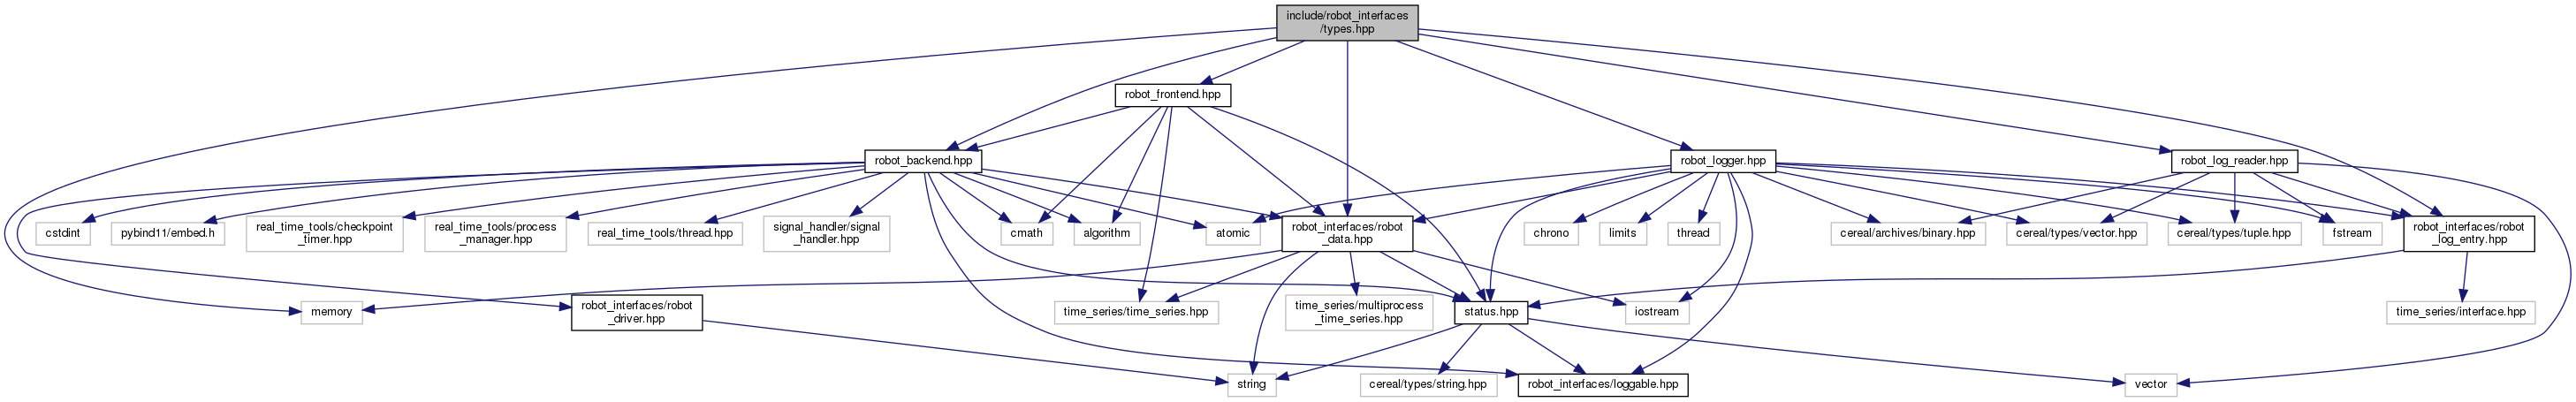 include/robot_interfaces
/types.hpp
robot_frontend.hpp
robot_backend.hpp
robot_logger.hpp
robot_log_reader.hpp
cstdint
pybind11/embed.h
real_time_tools/checkpoint
_timer.hpp
real_time_tools/process
_manager.hpp
real_time_tools/thread.hpp
signal_handler/signal
_handler.hpp
cmath
algorithm
atomic
robot_interfaces/robot
_data.hpp
chrono
limits
thread
cereal/archives/binary.hpp
cereal/types/vector.hpp
cereal/types/tuple.hpp
fstream
robot_interfaces/robot
_log_entry.hpp
memory
robot_interfaces/robot
_driver.hpp
time_series/time_series.hpp
time_series/multiprocess
_time_series.hpp
status.hpp
iostream
time_series/interface.hpp
string
cereal/types/string.hpp
robot_interfaces/loggable.hpp
vector